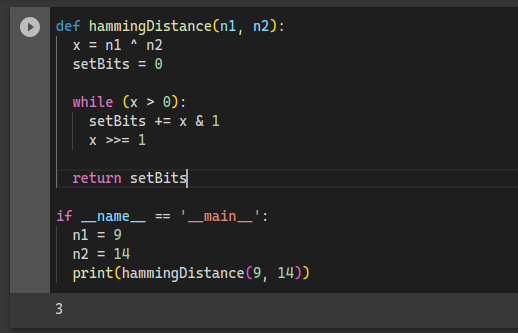 def hammingDistance(n1, n2):
  x = n1 ^ n2
  setBits = 0

  while (x > 0):
    setBits += x & 1
    x >>= 1

  return setBits

if __name__ == '__main__':
  n1 = 9
  n2 = 14
  print(hammingDistance(9, 14))
3